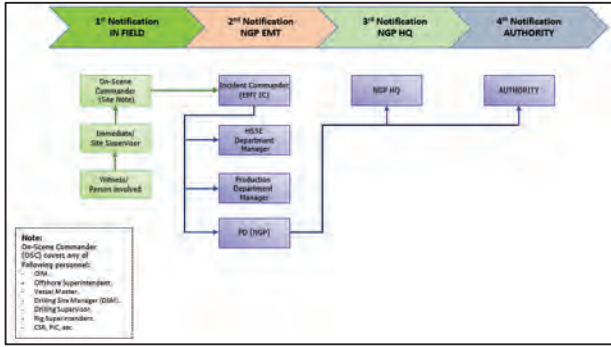 1st Notification
IN FIELD
2nd Notification
NGP EMT
3rd Notification
NGP HQ
4th Notification
AUTHORITY
On-Scene
Commander
(See Note)
Incident Commander
(EMT IC)
NGP HQ
AUTHORITY
Immediate/
Site Supervisor
HSSE
Department
Manager
Witness/
Person Involved
Production
Department
Manager
PD (NGP)
Note:
On-Scene Commander
(OSC) covers any of
Following personnel:
- OIM.
- Offshore Superintendent.
- Vessel Master.
- Drilling Site Manager (DSM).
- Drilling Supervisor.
- Rig Superintendent.
- CSR, PIC, etc.